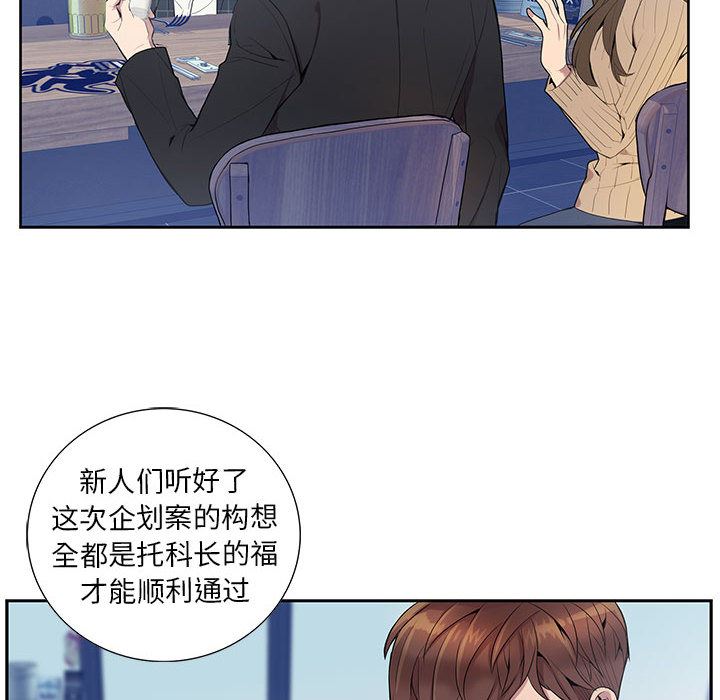 新人们听好了
这次企划案的构想
全都是托科长的福
才能顺利通过